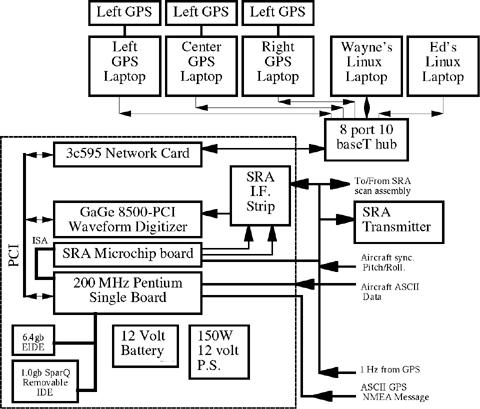 Left GPS
Left GPS
Left GPS
Left
GPS
Laptop
Center
GPS
Laptop
Right
GPS
Laptop
Wayne's
Linux
Laptop
Ed's
Linux
Laptop
8 port 10
baseT hub
3c595 Network Card
SRA
I.F.
Strip
To/From SRA
scan assembly
GaGe 8500-PCI
Waveform Digitizer
SRA
Transmitter
ISA
PCI
SRA Microchip board
Aircraft sync.
Pitch/Roll.
200 MHz Pentium
Single Board
Aircraft ASCII
Data
6.4gb
EIDE
12 Volt
Battery
150W
12 volt
P.S.
1.0gb SparQ
Removable
IDE
1 Hz from GPS
ASCII GPS
NMEA Message